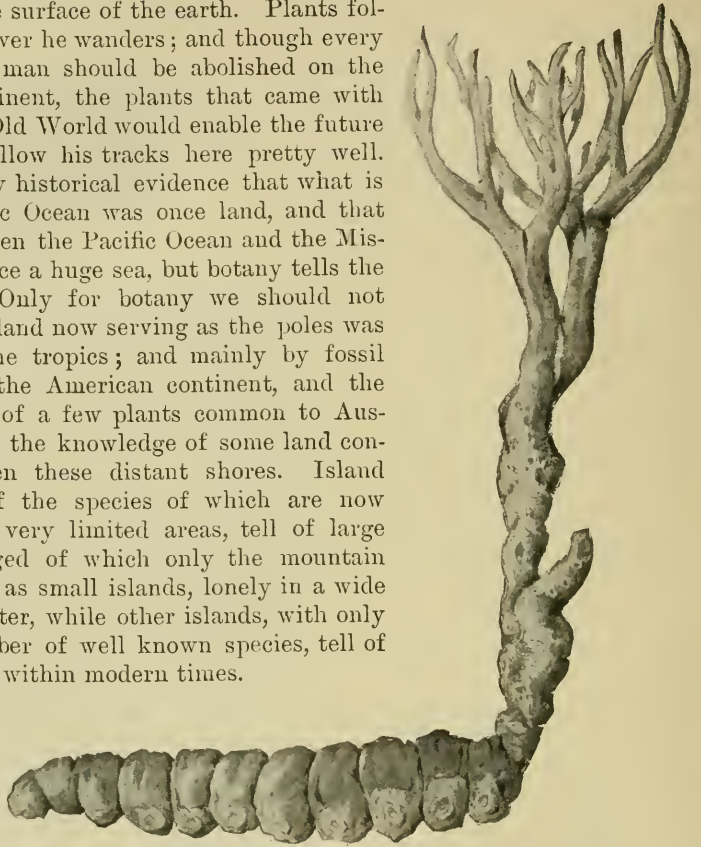 e surface of the earth. Plants fol-
ver he wanders; and though every
man should be abolished on the
inent, the plants that came with
Old World would enable the future
llow his tracks here pretty well.
y historical evidence that what is
c Ocean was once land, and that
en the Pacific Ocean and the Mis-
ce a huge sea, but botany tells the
Only for botany we should not
land now serving as the poles was
ne tropics; and mainly by fossil
the American continent, and the
of a few plants common to Aus-
the knowledge of some land con-
en these distant shores. Island
f the species of which are now
very limited areas, tell of large
ged of which only the mountain
as small islands, lonely in a wide
ter, while other islands, with only
ber of well known species, tell of
within modern times.